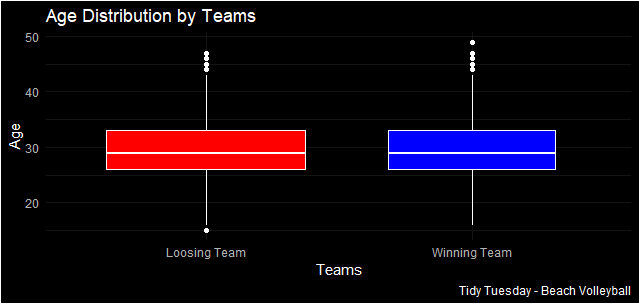 Age Distribution by Teams
50
40
30
20
Age
Loosing Team
Winning Team
Teams
Tidy Tuesday - Beach Volleyball